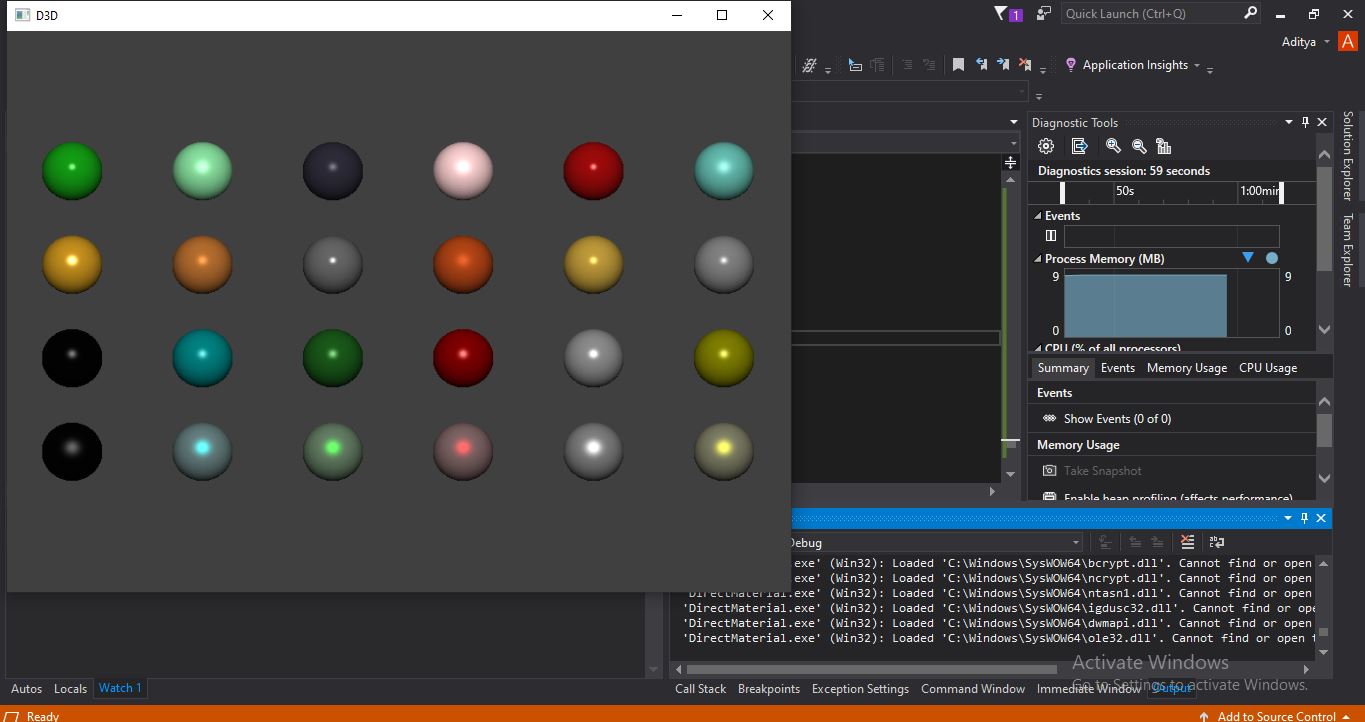 D3D
1
Quick Launch (Ctrl+Q)
Aditya
A
Application Insights
Diagnostic Tools
Diagnostics session: 59 seconds
50s
1:00min
Events
Process Memory (MB)
9
9
0
0
CPU (% of all processors)
Summary
Events
Memory Usage
CPU Usage
Events
Show Events (0 of 0)
Memory Usage
Take Snapshot
Enable heap profiling (affects performance)
Solution Explorer
Team Explorer
Debug
.exe' (Win32): Loaded 'C:\Windows\SysWOW64\bcrypt.dll'. Cannot find or open
.exe' (Win32): Loaded 'C:\Windows\SysWOW64\ncrypt.dll'. Cannot find or open
'DirectMaterial.exe' (Win32): Loaded 'C:\Windows\SysWOW64\ntasn1.dll'. Cannot find or open
'DirectMaterial.exe' (Win32): Loaded 'C:\Windows\SysWOW64\igdusc32.dll'. Cannot find or ope
'DirectMaterial.exe' (Win32): Loaded 'C:\Windows\SysWOW64\dwmapi.dll'. Cannot find or open
'DirectMaterial.exe' (Win32): Loaded 'C:\Windows\SysWOW64\ole32.dll'. Cannot find or open t
Activate Windows
Go to Settings to activate Windows.
Autos
Locals
Watch 1
Call Stack
Breakpoints
Exception Settings
Command Window
Immediate Window
Output
Ready
Add to Source Control